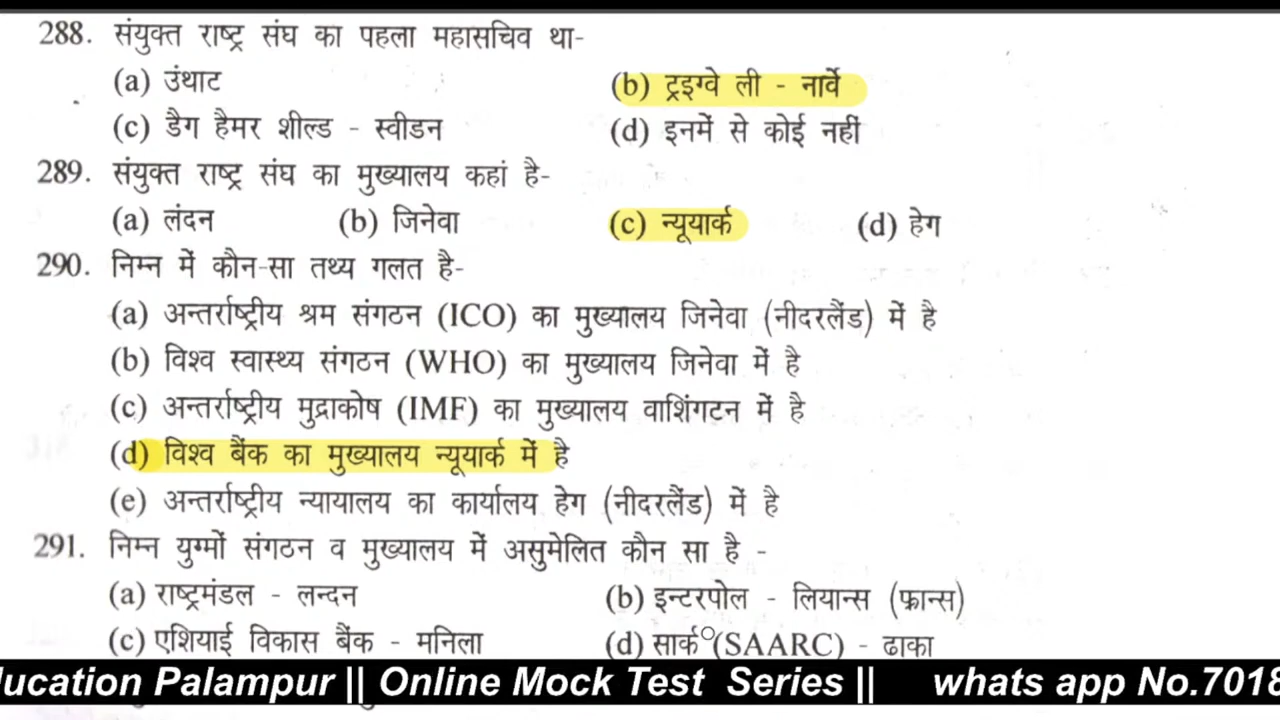 288. संयुक्त राष्ट्र संघ का पहला महासचिव था-
(a) उंथाट (b) ट्रइग्वे ली - नार्वे
(c) डैग हैमर शील्ड - स्वीडन (d) इनमें से कोई नहीं
289. संयुक्त राष्ट्र संघ का मुख्यालय कहां है-
(a) लंदन (b) जिनेवा (c) न्यूयार्क (d) हेग
290. निम्न में कौन-सा तथ्य गलत है-
(a) अन्तर्राष्ट्रीय श्रम संगठन (ICO) का मुख्यालय जिनेवा (नीदरलैंड) में है
(b) विश्व स्वास्थ्य संगठन (WHO) का मुख्यालय जिनेवा में है
(c) अन्तर्राष्ट्रीय मुद्राकोष (IMF) का मुख्यालय वाशिंगटन में है
(d) विश्व बैंक का मुख्यालय न्यूयार्क में है
(e) अन्तर्राष्ट्रीय न्यायालय का कार्यालय हेग (नीदरलैंड) में है
291. निम्न युग्मों संगठन व मुख्यालय में असुमेलित कौन सा है -
(a) राष्ट्रमंडल - लन्दन (b) इन्टरपोल - लियान्स (फ्रान्स)
(c) एशियाई विकास बैंक - मनिला (d) सार्क (SAARC) - ढाका
ducation Palampur || Online Mock Test Series || whats app No.7018